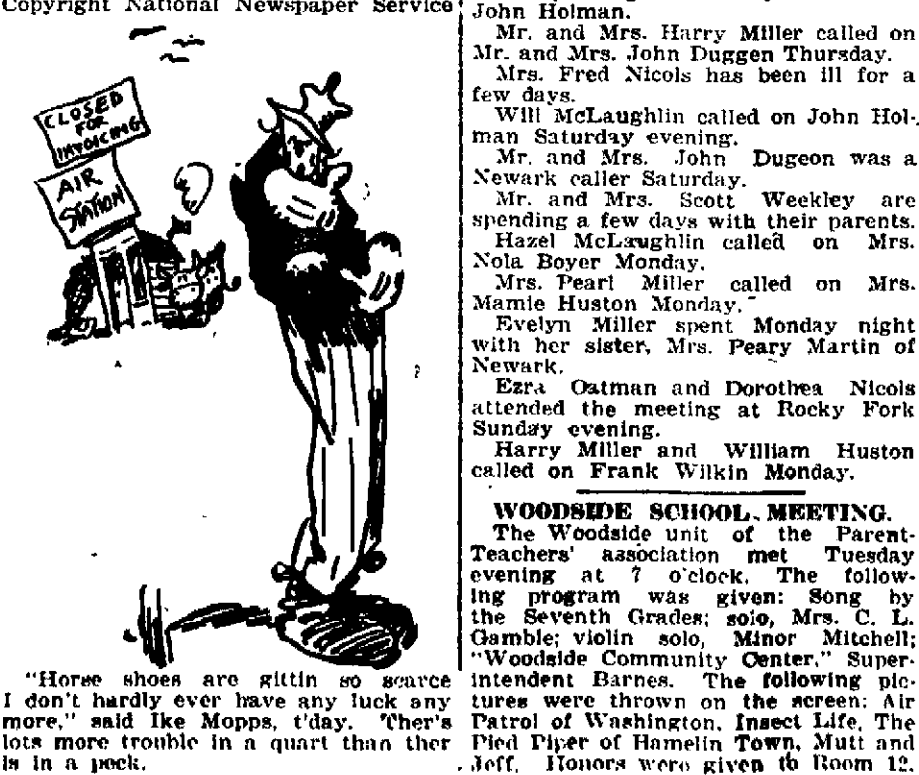 Copyright National Newspaper Service
CLOSED
FOR
INVOICING
AIR
STATION
"Horse shoes are gittin so scarce
I don't hardly ever have any luck any
more," said Ike Mopps, t'day. Ther's
lots more trouble in a quart than ther
is in a peck.
John Holman.
Mr. and Mrs. Harry Miller called on
Mr. and Mrs. John Duggen Thursday.
Mrs. Fred Nicols has been ill for a
few days.
Will McLaughlin called on John Hol-
man Saturday evening.
Mr. and Mrs. John Dugeon was a
Newark caller Saturday.
Mr. and Mrs. Scott Weekley are
spending a few days with their parents.
Hazel McLaughlin called on Mrs.
Nola Boyer Monday.
Mrs. Pearl Miller called on Mrs.
Mamie Huston Monday.
Evelyn Miller spent Monday night
with her sister, Mrs. Peary Martin of
Newark.
Ezra Oatman and Dorothea Nicols
attended the meeting at Rocky Fork
Sunday evening.
Harry Miller and William Huston
called on Frank Wilkin Monday.
WOODSIDE SCHOOL MEETING.
The Woodside unit of the Parent-
Teachers' association met Tuesday
evening at 7 o'clock. The follow-
ing program was given: Song by
the Seventh Grades; solo, Mrs. C. L.
Gamble; violin solo, Minor Mitchell;
"Woodside Community Center," Super-
intendent Barnes. The following pic-
tures were thrown on the screen: Air
Patrol of Washington, Insect Life, The
Pied Piper of Hamelin Town, Mutt and
Jeff. Honors were given to Room 12.